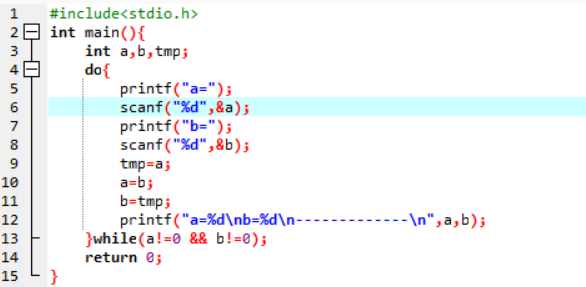 1 #include<stdio.h>
2 int main(){
3     int a,b,tmp;
4     do{
5         printf("a=");
6         scanf("%d",&a);
7         printf("b=");
8         scanf("%d",&b);
9         tmp=a;
10         a=b;
11         b=tmp;
12         printf("a=%d\nb=%d\n-------------\n",a,b);
13     }while(a!=0 && b!=0);
14     return 0;
15 }